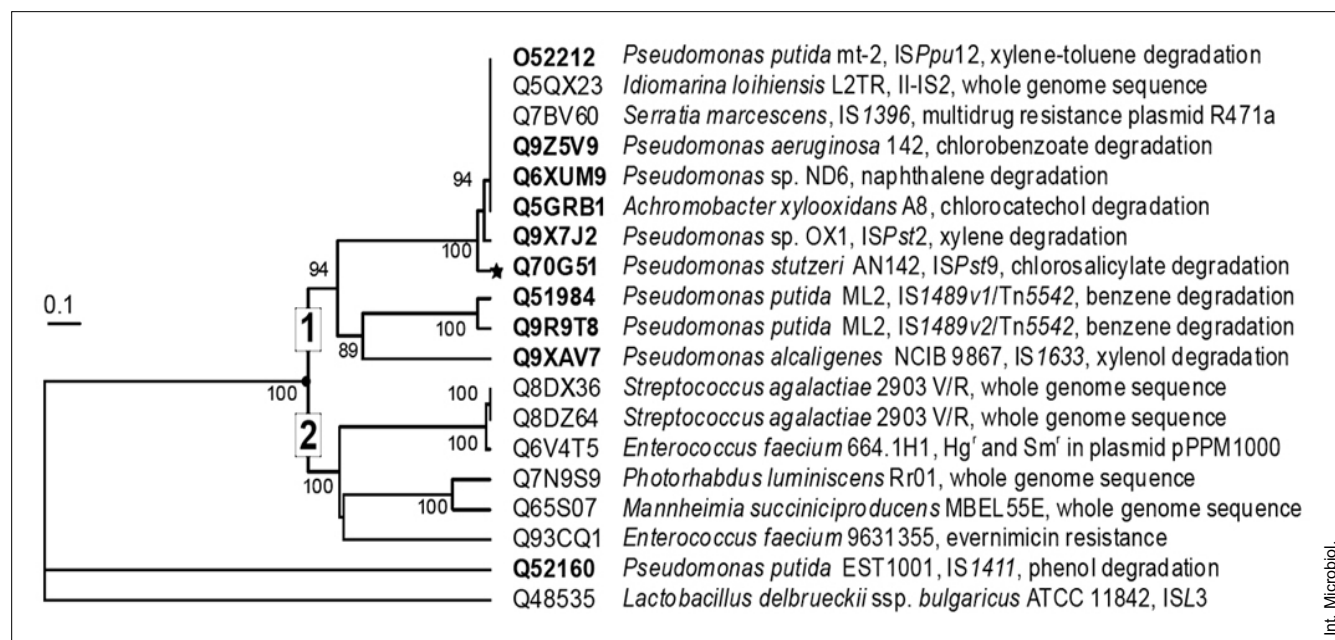 O52212 Pseudomonas putida mt-2, ISPpu12, xylene-toluene degradation
Q5QX23 Idiomarina loihiensis L2TR, Il-IS2, whole genome sequence
Q7BV60 Serratia marcescens, IS1396, multidrug resistance plasmid R471a
Q9Z5V9 Pseudomonas aeruginosa 142, chlorobenzoate degradation
94 Q6XUM9 Pseudomonas sp. ND6, naphthalene degradation
Q5GRB1 Achromobacter xylooxidans A8, chlorocatechol degradation
100 Q9X7J2 Pseudomonas sp. OX1, ISPst2, xylene degradation
94 Q70G51 Pseudomonas stutzeri AN142, ISPst9, chlorosalicylate degradation
0.1 Q51984 Pseudomonas putida ML2, IS1489v1/Tn5542, benzene degradation
1 100 Q9R9T8 Pseudomonas putida ML2, IS1489v2/Tn5542, benzene degradation
89 Q9XAV7 Pseudomonas alcaligenes NCIB 9867, IS1633, xylenol degradation
100 100 Q8DX36 Streptococcus agalactiae 2903 V/R, whole genome sequence
2 Q8DZ64 Streptococcus agalactiae 2903 V/R, whole genome sequence
100 Q6V4T5 Enterococcus faecium 664.1H1, Hgr and Smr in plasmid pPPM1000
100 Q7N9S9 Photorhabdus luminiscens Rr01, whole genome sequence
100 Q65S07 Mannheimia succiniciproducens MBEL55E, whole genome sequence
Q93CQ1 Enterococcus faecium 9631355, evernimicin resistance
Q52160 Pseudomonas putida EST1001, IS1411, phenol degradation
Q48535 Lactobacillus delbrueckii ssp. bulgaricus ATCC 11842, ISL3
Int. Microbiol.